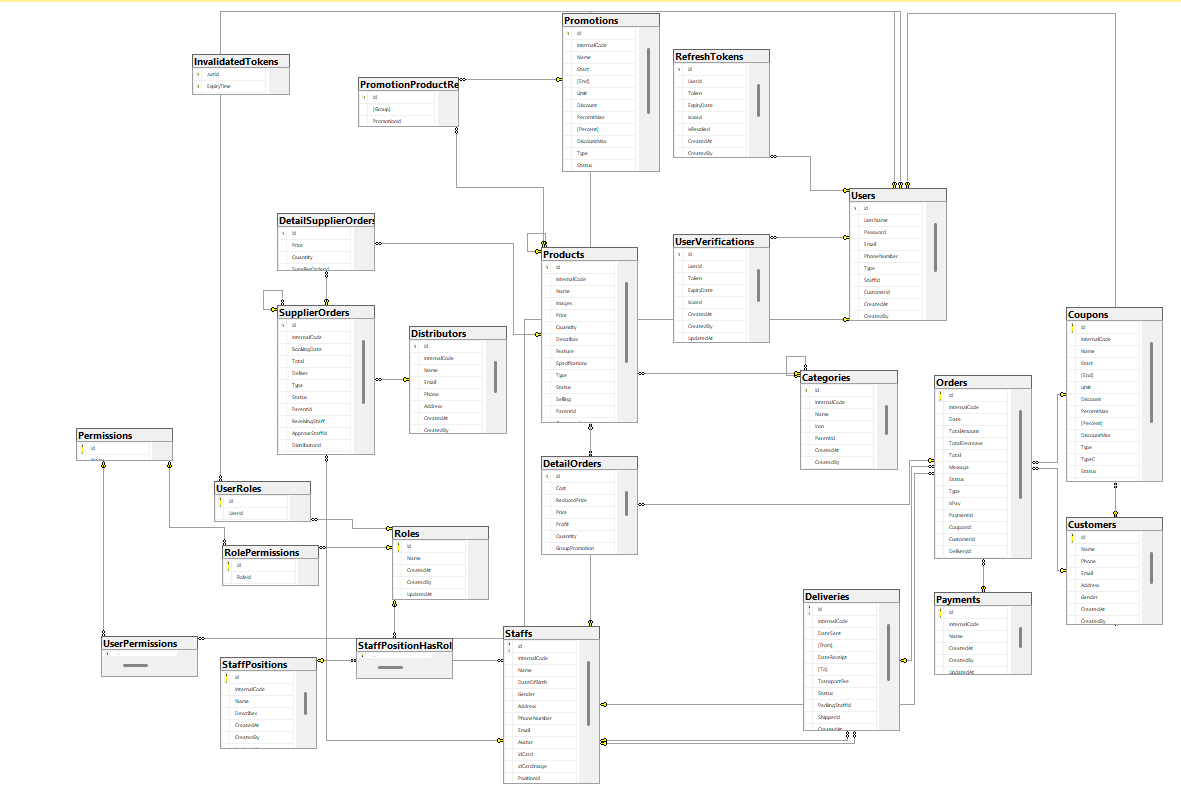 Promotions
Id
InternalCode
Name
Start
[End]
Limit
Discount
PercentMax
[Percent]
DiscountMax
Type
Status
InvalidatedTokens
JwtId
ExpiryTime
PromotionProductRe
Id
[Group]
PromotionId
RefreshTokens
Id
UserId
Token
ExpiryDate
IsUsed
IsRevoked
CreatedAt
CreatedBy
Users
Id
UserName
Password
Email
PhoneNumber
Type
StaffId
CustomerId
CreatedAt
CreatedBy
DetailSupplierOrders
Id
Price
Quantity
SupplierOrderId
UserVerifications
Id
UserId
Token
ExpiryDate
IsUsed
CreatedAt
CreatedBy
UpdatedAt
Products
Id
InternalCode
Name
Images
Price
Quantity
Describes
Feature
Specifications
Type
Status
Selling
ParentId
SupplierOrders
Id
InternalCode
BookingDate
Total
Deliver
Type
Status
ParentId
ReceivingStaff
ApproveStaffId
DistributorId
Distributors
Id
InternalCode
Name
Email
Phone
Address
CreatedAt
CreatedBy
Coupons
Id
InternalCode
Name
Start
[End]
Limit
Discount
PercentMax
[Percent]
DiscountMax
Type
TypeC
Status
Categories
Id
InternalCode
Name
Icon
ParentId
CreatedAt
CreatedBy
Orders
Id
InternalCode
Date
TotalAmount
TotalDecrease
Total
Message
Status
Type
IsPay
PaymentId
CouponId
CustomerId
DeliveryId
Permissions
Id
Name
DetailOrders
Id
Cost
ReducedPrice
Price
Profit
Quantity
GroupPromotion
UserRoles
Id
UserId
Customers
Id
Name
Phone
Email
Address
Gender
CreatedAt
CreatedBy
Roles
Id
Name
CreatedAt
CreatedBy
UpdatedAt
RolePermissions
Id
RoleId
Deliveries
Id
InternalCode
DateSent
[From]
DateReceipt
[To]
TransportFee
Status
PackingStaffId
ShipperId
CreatedAt
Payments
Id
InternalCode
Name
CreatedAt
CreatedBy
UpdatedAt
Staffs
Id
InternalCode
Name
DateOfBirth
Gender
Address
PhoneNumber
Email
Avatar
IdCard
IdCardImage
PositionId
UserPermissions
StaffPositionHasRol
StaffPositions
Id
InternalCode
Name
Describes
CreatedAt
CreatedBy